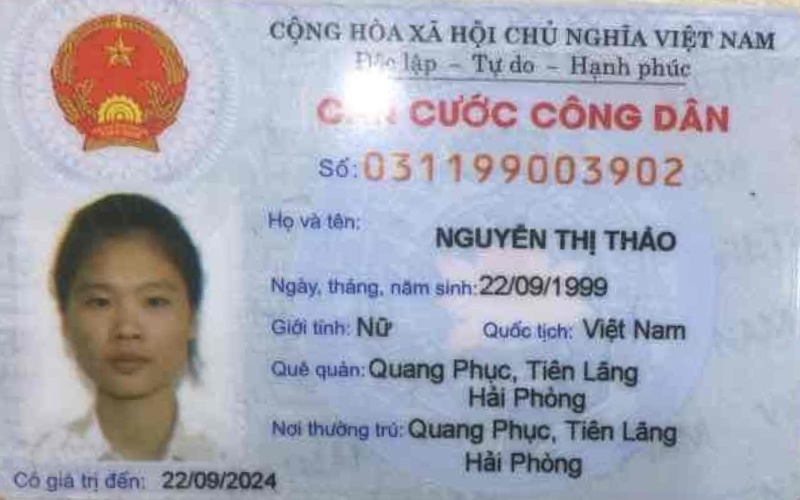 CỘNG HÒA XÃ HỘI CHỦ NGHĨA VIỆT NAM
Độc lập – Tự do – Hạnh phúc
CĂN CƯỚC CÔNG DÂN
Số: 031199003902
Họ và tên: NGUYỄN THỊ THẢO
Ngày, tháng, năm sinh: 22/09/1999
Giới tính: Nữ Quốc tịch: Việt Nam
Quê quán: Quang Phục, Tiên Lãng
Hải Phòng
Nơi thường trú: Quang Phục, Tiên Lãng
Hải Phòng
Có giá trị đến: 22/09/2024